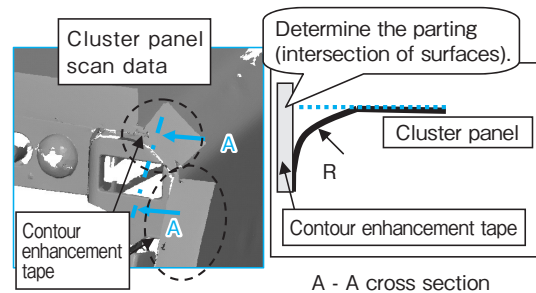 Cluster panel
scan data
A
A
Contour
enhancement
tape
Determine the parting
(intersection of surfaces).
Cluster panel
R
Contour enhancement tape
A - A cross section